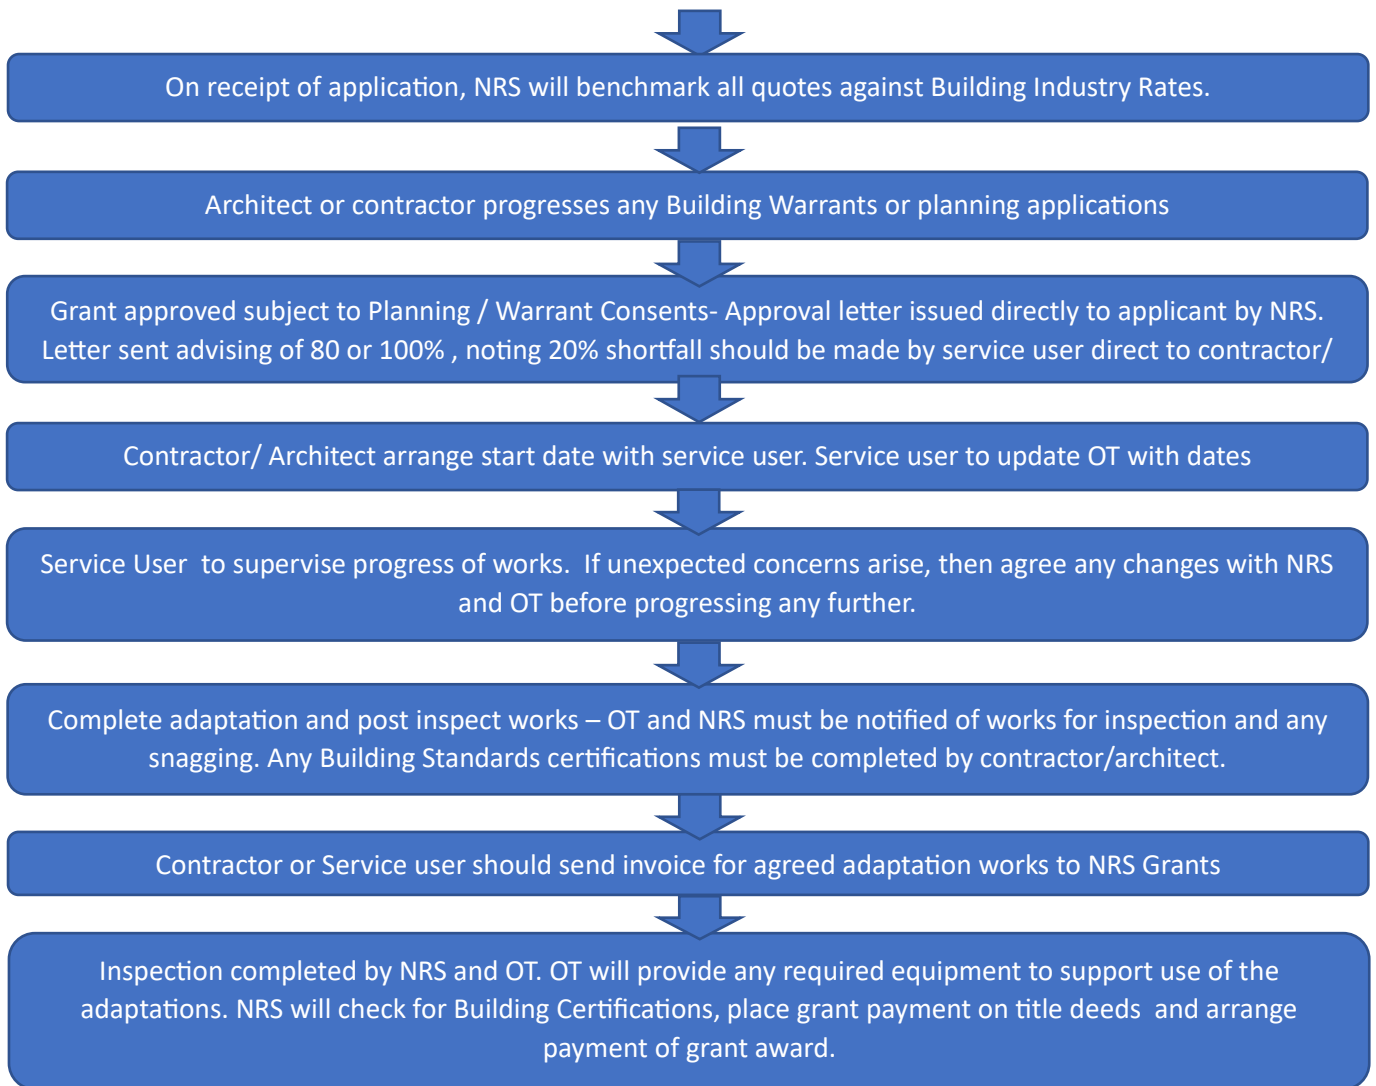 On receipt of application, NRS will benchmark all quotes against Building Industry Rates.
Architect or contractor progresses any Building Warrants or planning applications
Grant approved subject to Planning / Warrant Consents- Approval letter issued directly to applicant by NRS.
Letter sent advising of 80 or 100% , noting 20% shortfall should be made by service user direct to contractor/
Contractor/ Architect arrange start date with service user. Service user to update OT with dates
Service User  to supervise progress of works.  If unexpected concerns arise, then agree any changes with NRS
and OT before progressing any further.
Complete adaptation and post inspect works – OT and NRS must be notified of works for inspection and any
snagging. Any Building Standards certifications must be completed by contractor/architect.
Contractor or Service user should send invoice for agreed adaptation works to NRS Grants
Inspection completed by NRS and OT. OT will provide any required equipment to support use of the
adaptations. NRS will check for Building Certifications, place grant payment on title deeds  and arrange
payment of grant award.